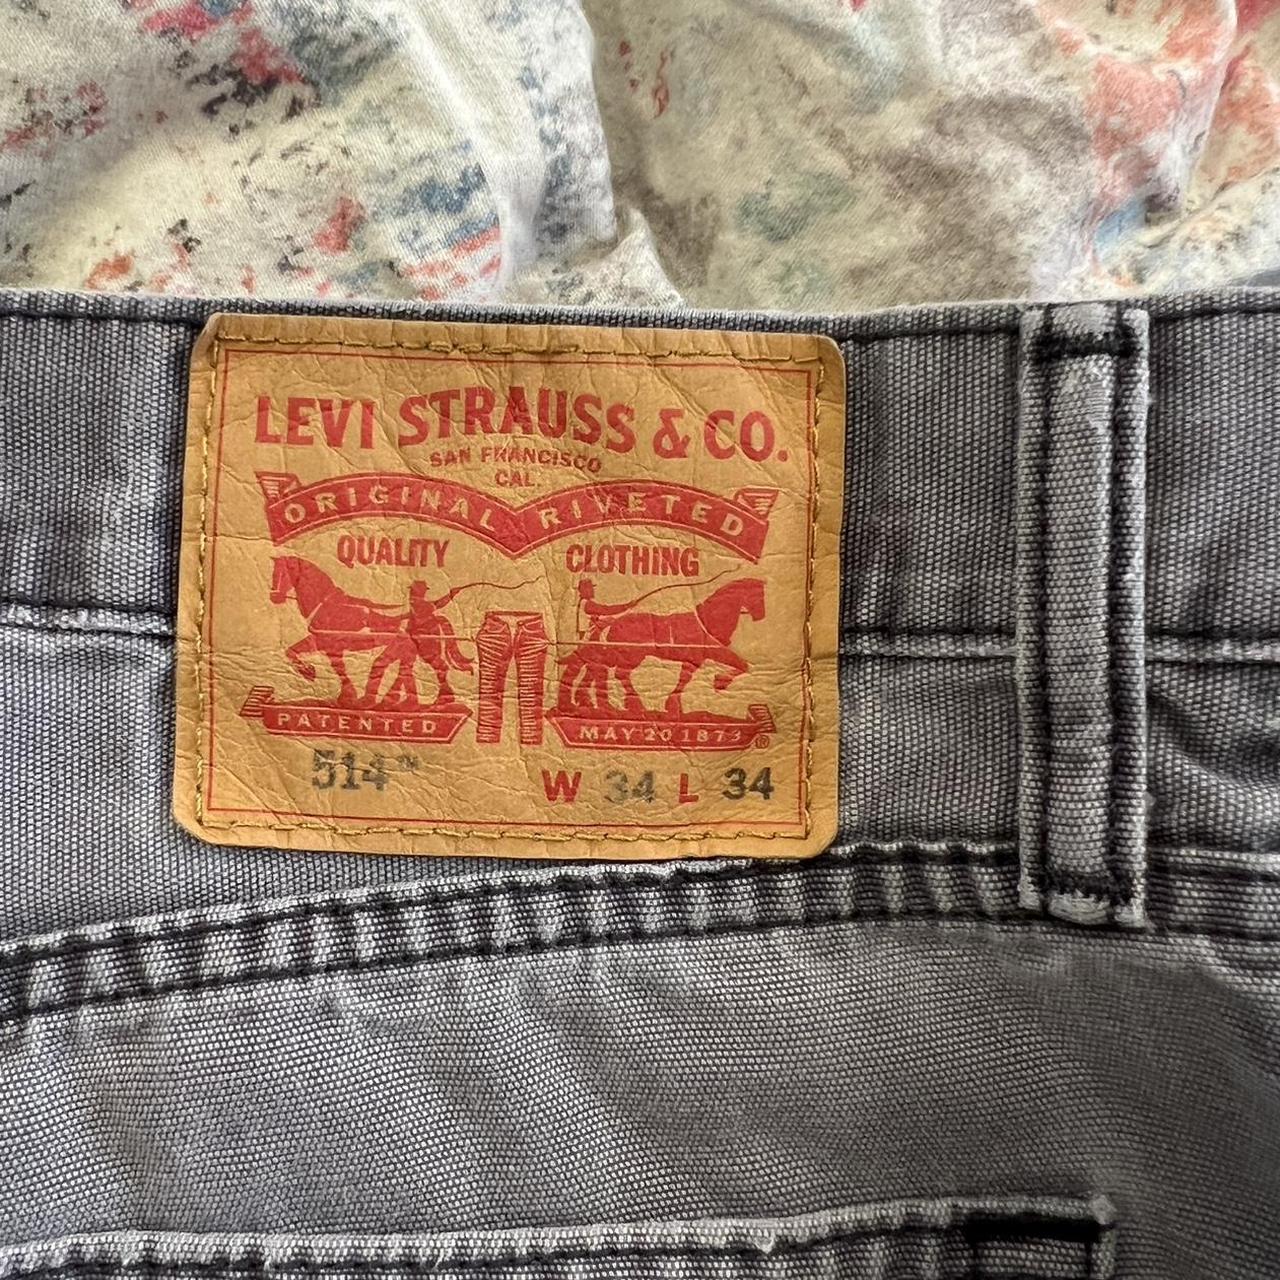 LEVI STRAUSS & CO.
SAN FRANCISCO
CAL.
ORIGINAL RIVETED
QUALITY CLOTHING
PATENTED MAY 20 1873 ®
514™ W 34 L 34